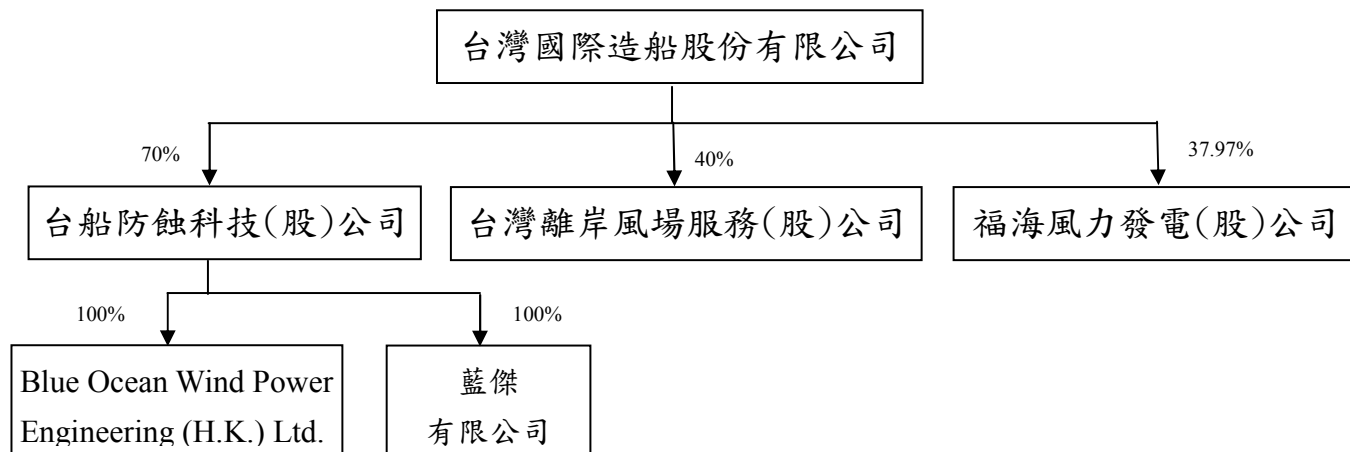 台灣國際造船股份有限公司
70%
40%
37.97%
台船防蝕科技(股)公司
台灣離岸風場服務(股)公司
福海風力發電(股)公司
100%
100%
Blue Ocean Wind Power
Engineering (H.K.) Ltd.
藍傑
有限公司